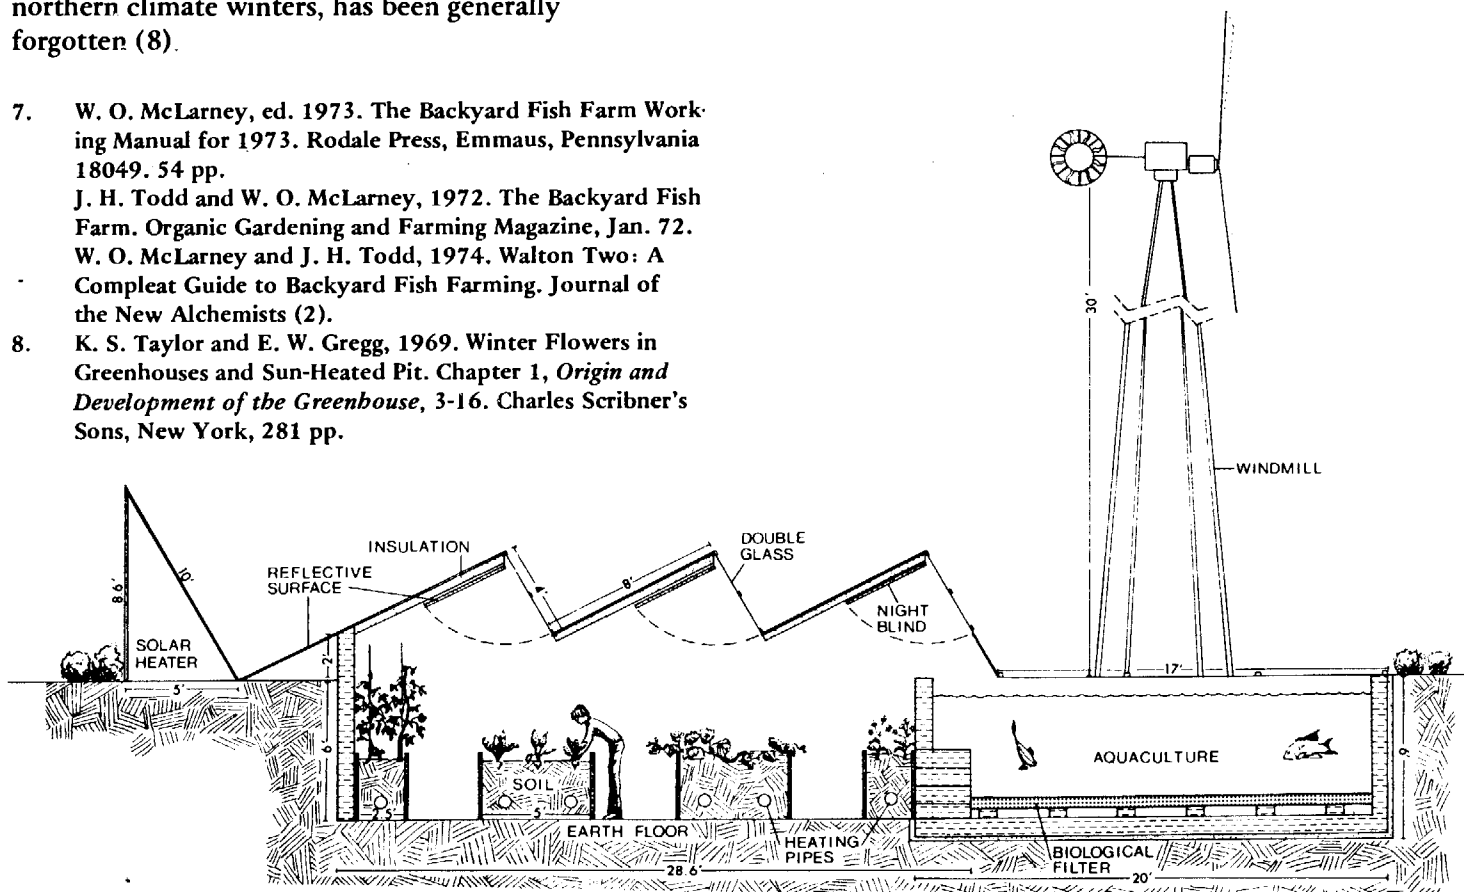 northern climate winters, has been generally
forgotten (8).
7. W. O. McLarney, ed. 1973. The Backyard Fish Farm Work-
ing Manual for 1973. Rodale Press, Emmaus, Pennsylvania
18049. 54 pp.
J. H. Todd and W. O. McLarney, 1972. The Backyard Fish
Farm. Organic Gardening and Farming Magazine, Jan. 72.
W. O. McLarney and J. H. Todd, 1974. Walton Two: A
Compleat Guide to Backyard Fish Farming. Journal of
the New Alchemists (2).
8. K. S. Taylor and E. W. Gregg, 1969. Winter Flowers in
Greenhouses and Sun-Heated Pit. Chapter 1, Origin and
Development of the Greenhouse, 3-16. Charles Scribner's
Sons, New York, 281 pp.
30'
WINDMILL
8.6'
10'
SOLAR
HEATER
5'
REFLECTIVE
SURFACE
INSULATION
4'
8'
DOUBLE
GLASS
NIGHT
BLIND
2'
6'
17'
AQUACULTURE
9'
SOIL
2.5'
5'
EARTH FLOOR
HEATING
PIPES
BIOLOGICAL
FILTER
28.6'
20'